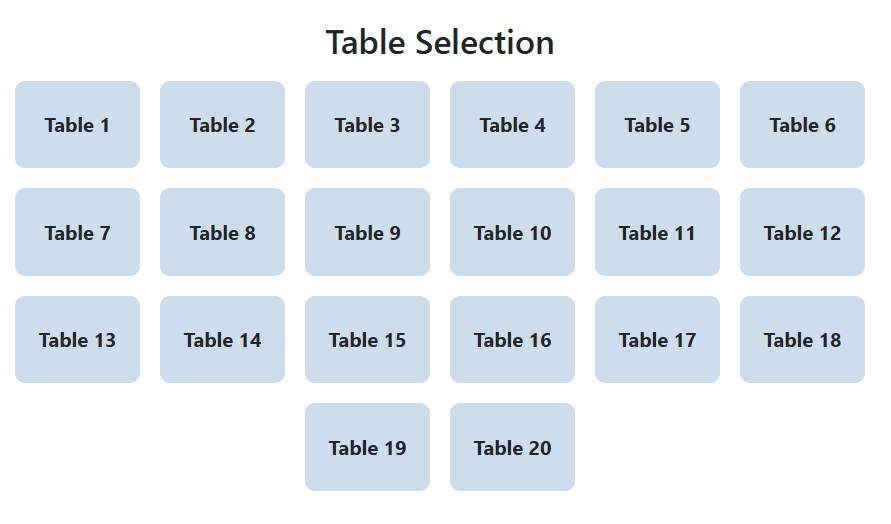 Table Selection
Table 1 Table 2 Table 3 Table 4 Table 5 Table 6
Table 7 Table 8 Table 9 Table 10 Table 11 Table 12
Table 13 Table 14 Table 15 Table 16 Table 17 Table 18
Table 19 Table 20